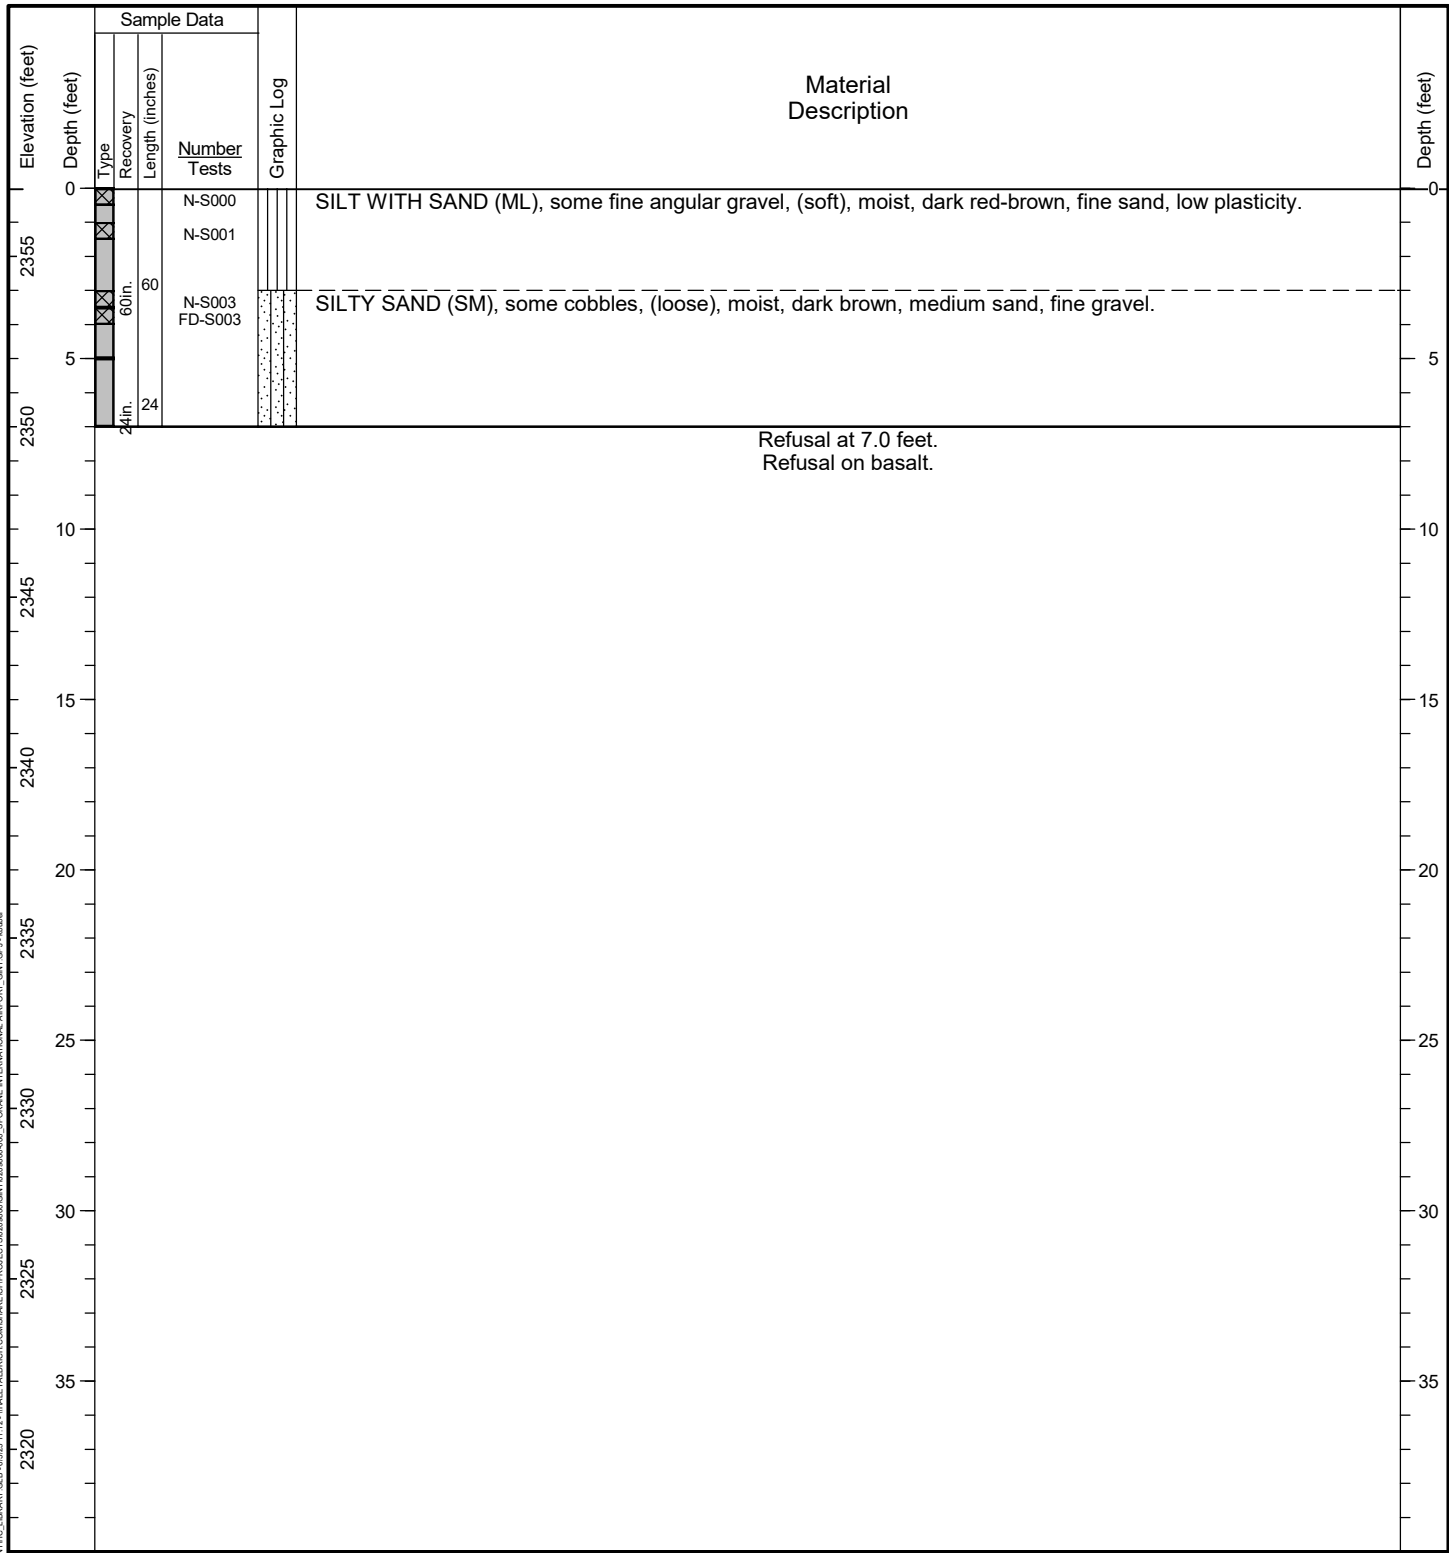 Sample Data
Elevation (feet)
Depth (feet)
Type
Recovery
Length (inches)
Number
Tests
Graphic Log
Material
Description
Depth (feet)
0
N-S000
SILT WITH SAND (ML), some fine angular gravel, (soft), moist, dark red-brown, fine sand, low plasticity.
0
N-S001
2355
60in.
60
N-S003
SILTY SAND (SM), some cobbles, (loose), moist, dark brown, medium sand, fine gravel.
FD-S003
5
5
24in.
24
2350
Refusal at 7.0 feet.
Refusal on basalt.
10
10
2345
15
15
2340
20
20
2335
25
25
2330
30
30
2325
35
35
2320